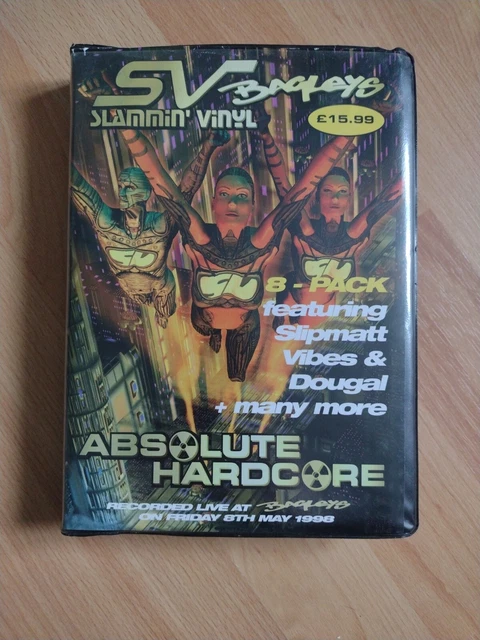 SV Bagleys
SLAMMIN' VINYL
£15.99
8 - PACK
featuring
Slipmatt
Vibes &
Dougal
+ many more
ABSOLUTE
HARDCORE
RECORDED LIVE AT Bagleys
ON FRIDAY 8TH MAY 1998